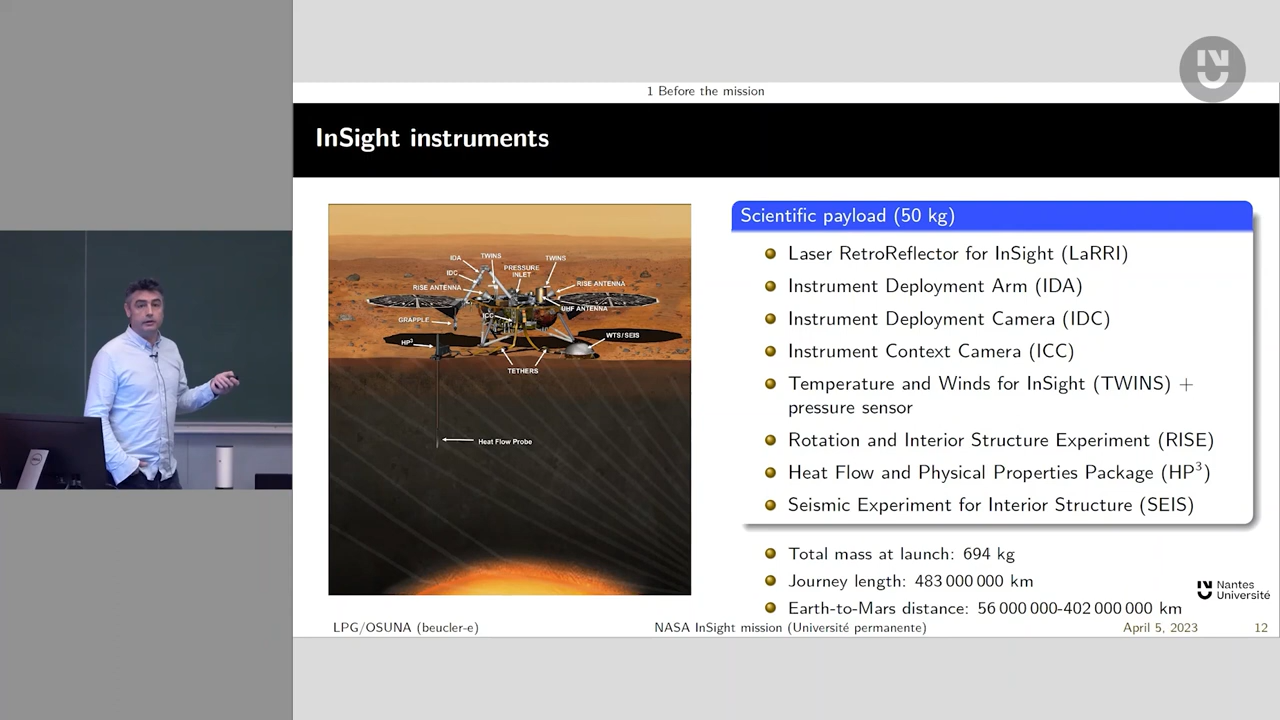 1 Before the mission
InSight instruments
IDA
TWINS
TWINS
IDC
PRESSURE
INLET
RISE ANTENNA
RISE ANTENNA
UHF ANTENNA
GRAPPLE
ICC
WTS/SEIS
HP³
TETHERS
Heat Flow Probe
Scientific payload (50 kg)
Laser RetroReflector for InSight (LaRRI)
Instrument Deployment Arm (IDA)
Instrument Deployment Camera (IDC)
Instrument Context Camera (ICC)
Temperature and Winds for InSight (TWINS) +
pressure sensor
Rotation and Interior Structure Experiment (RISE)
Heat Flow and Physical Properties Package (HP³)
Seismic Experiment for Interior Structure (SEIS)
Total mass at launch: 694 kg
Journey length: 483 000 000 km
Earth-to-Mars distance: 56 000 000-402 000 000 km
Nantes
Université
LPG/OSUNA (beucler-e)
NASA InSight mission (Université permanente)
April 5, 2023
12
DELL